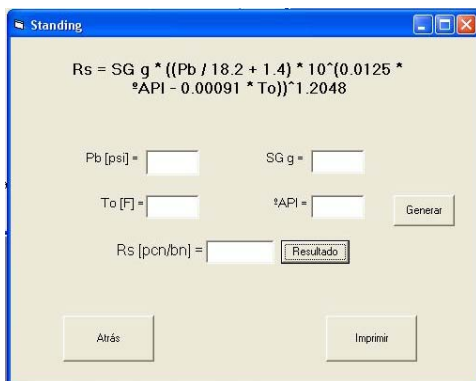 Standing
Rs = SG g * ((Pb / 18.2 + 1.4) * 10^(0.0125 *
ºAPI - 0.00091 * To))^1.2048
Pb [psi] = SG g =
To [F] = ºAPI =
Generar
Rs [pcn/bn] = Resultado
Atrás Imprimir